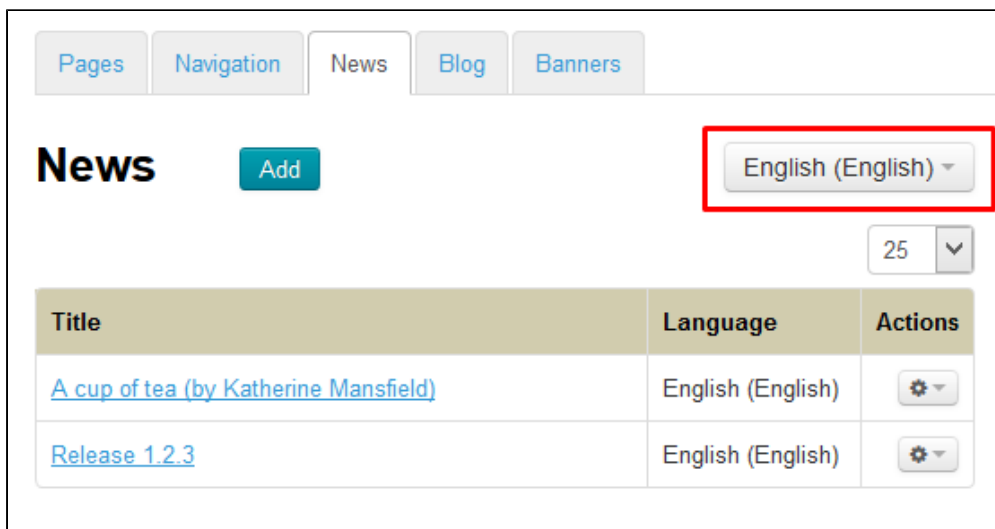 Pages Navigation News Blog Banners
News Add English (English)
25
Title Language Actions
A cup of tea (by Katherine Mansfield) English (English)
Release 1.2.3 English (English)